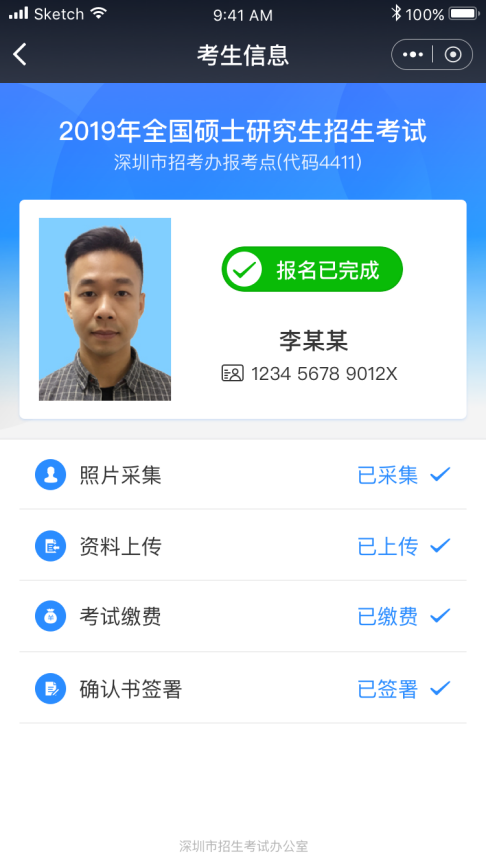 Sketch 9:41 AM 100%
考生信息
2019年全国硕士研究生招生考试
深圳市招考办报考点(代码4411)
报名已完成
李某某
1234 5678 9012X
照片采集 已采集
资料上传 已上传
考试缴费 已缴费
确认书签署 已签署
深圳市招生考试办公室